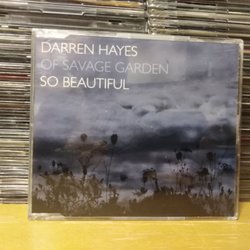 DARREN HAYES
OF SAVAGE GARDEN
SO BEAUTIFUL